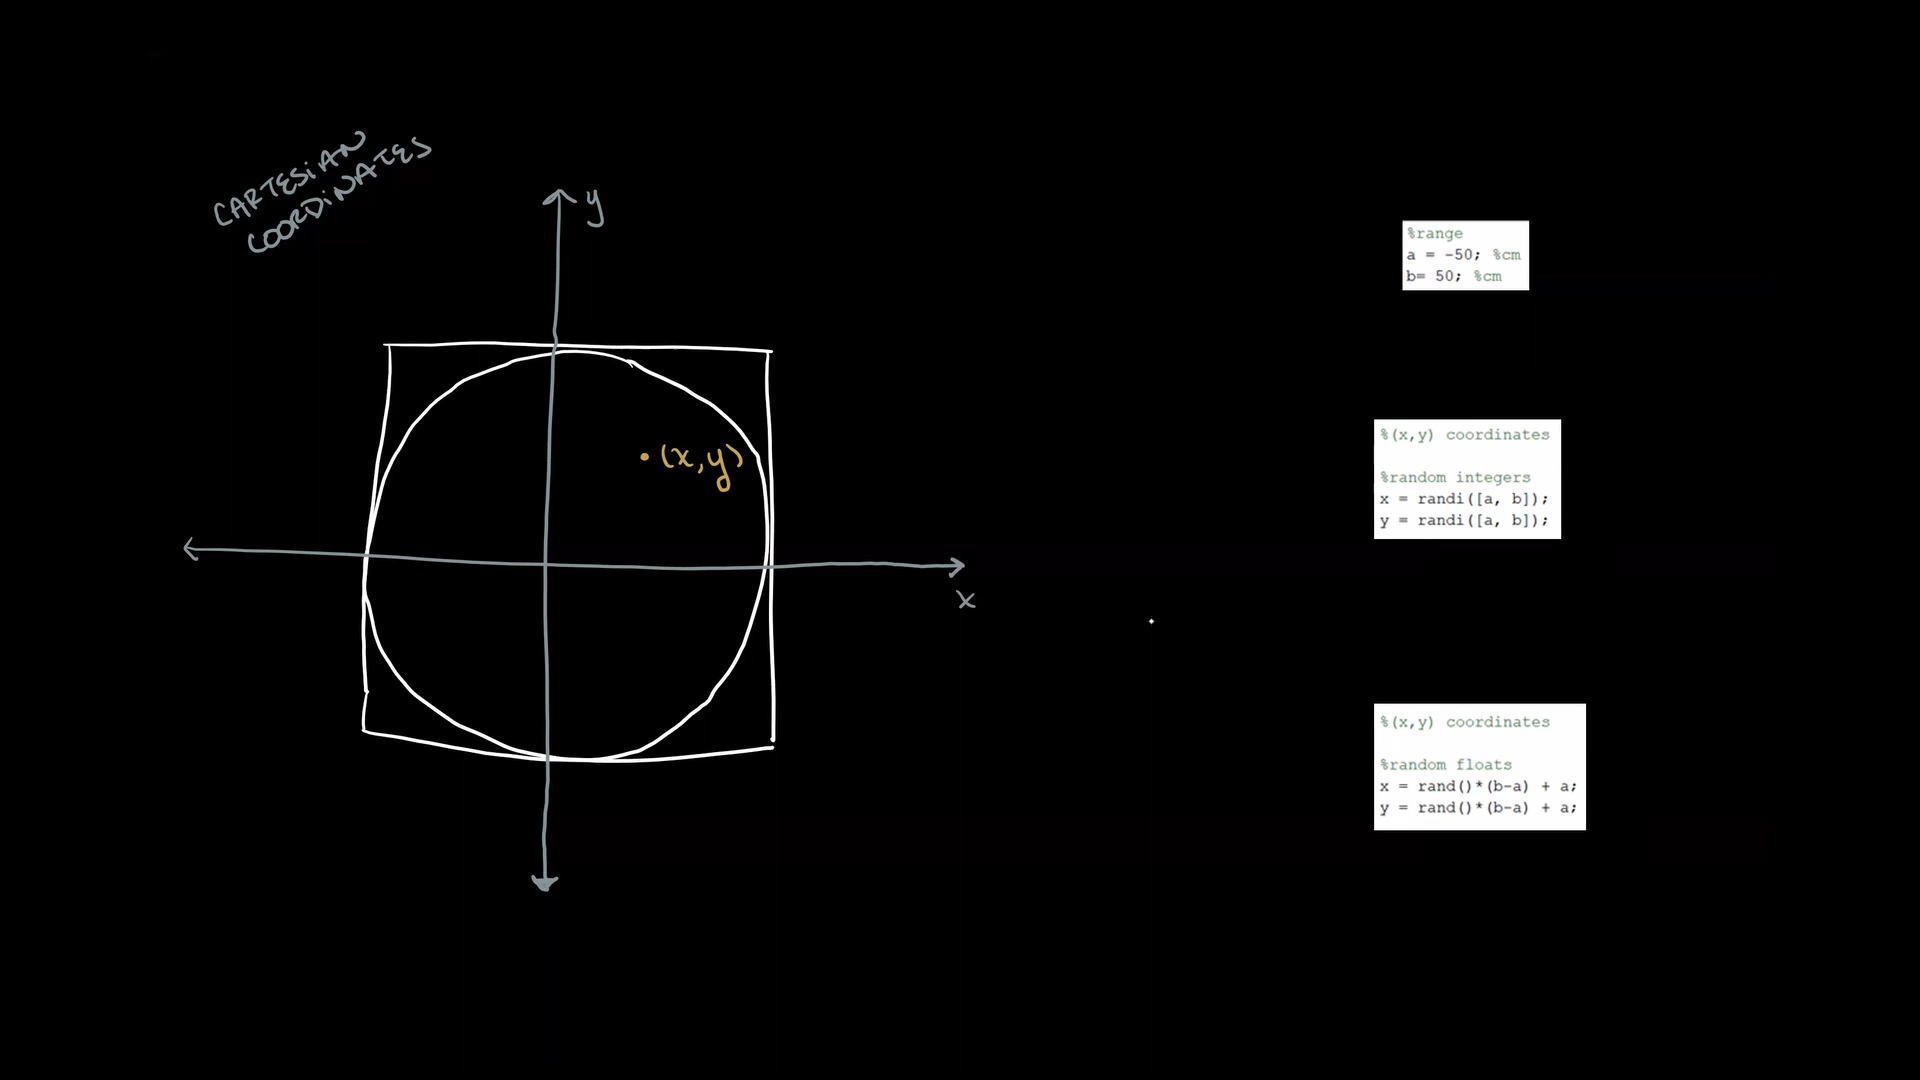 CARTESIAN
COORDINATES
y
(x,y)
x
%range
a = -50; %cm
b= 50; %cm
%(x,y) coordinates
%random integers
x = randi([a, b]);
y = randi([a, b]);
%(x,y) coordinates
%random floats
x = rand()*(b-a) + a;
y = rand()*(b-a) + a;